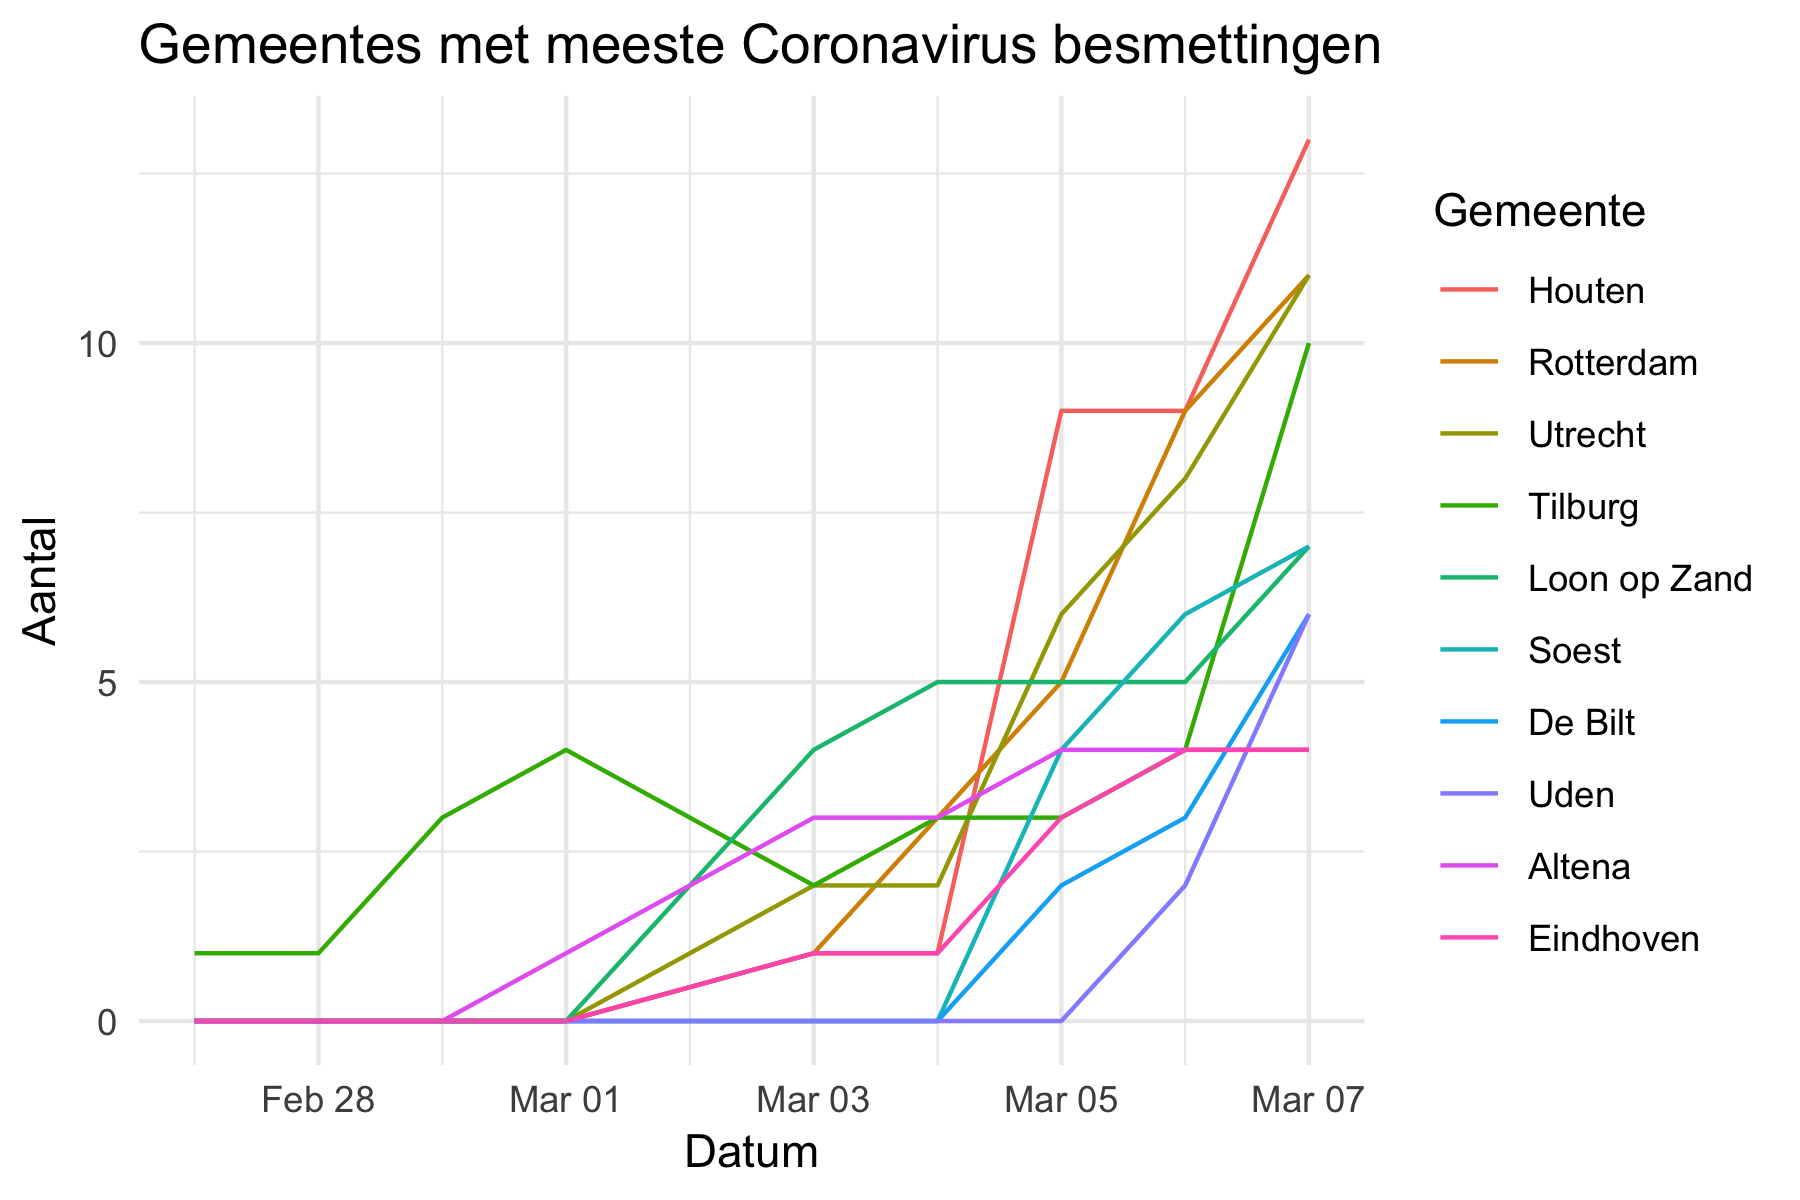 Gemeentes met meeste Coronavirus besmettingen
Aantal
10
5
0
Feb 28
Mar 01
Mar 03
Mar 05
Mar 07
Datum
Gemeente
Houten
Rotterdam
Utrecht
Tilburg
Loon op Zand
Soest
De Bilt
Uden
Altena
Eindhoven